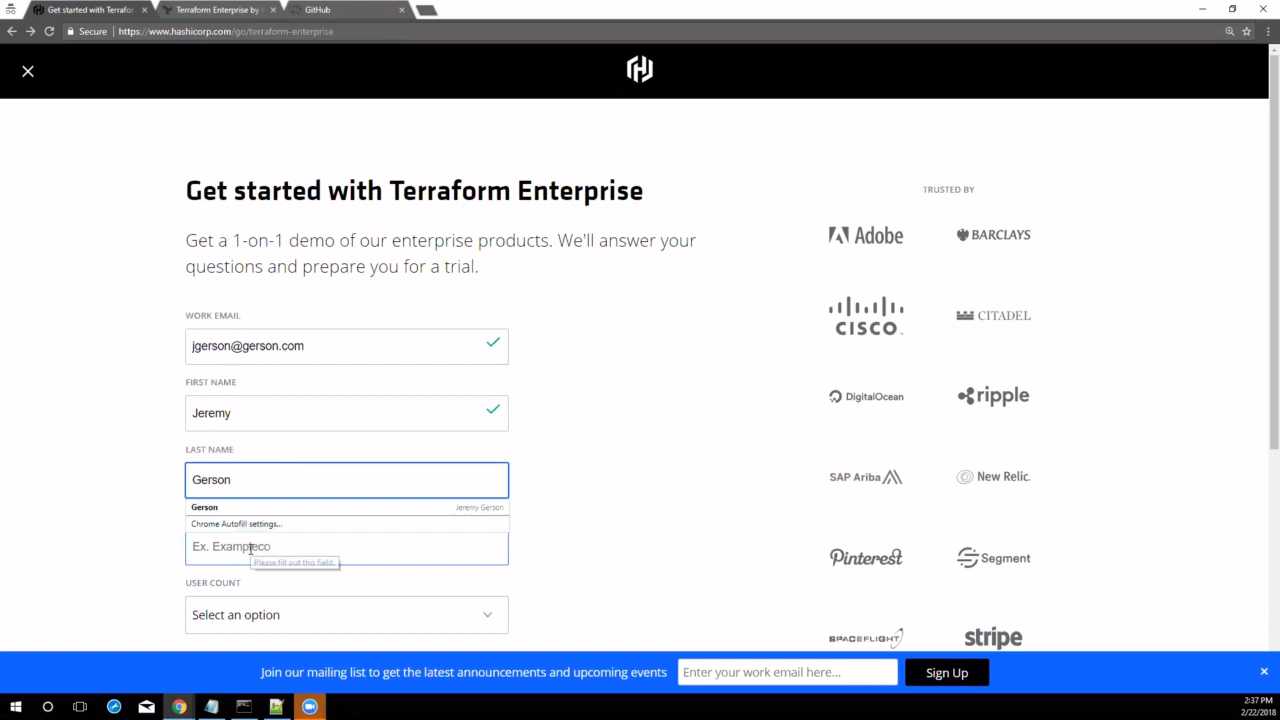 Get started with Terrafor
Terraform Enterprise by
GitHub
Secure
https://www.hashicorp.com/go/terraform-enterprise
Get started with Terraform Enterprise
Get a 1-on-1 demo of our enterprise products. We'll answer your
questions and prepare you for a trial.
WORK EMAIL
jgerson@gerson.com
FIRST NAME
Jeremy
LAST NAME
Gerson
Gerson Jeremy Gerson
Chrome Autofill settings...
Ex. Exampleco
Please fill out this field.
USER COUNT
Select an option
TRUSTED BY
Adobe BARCLAYS
CISCO CITADEL
DigitalOcean ripple
SAP Ariba New Relic.
Pinterest Segment
SPACEFLIGHT stripe
Join our mailing list to get the latest announcements and upcoming events Enter your work email here... Sign Up
2:37 PM
2/22/2018